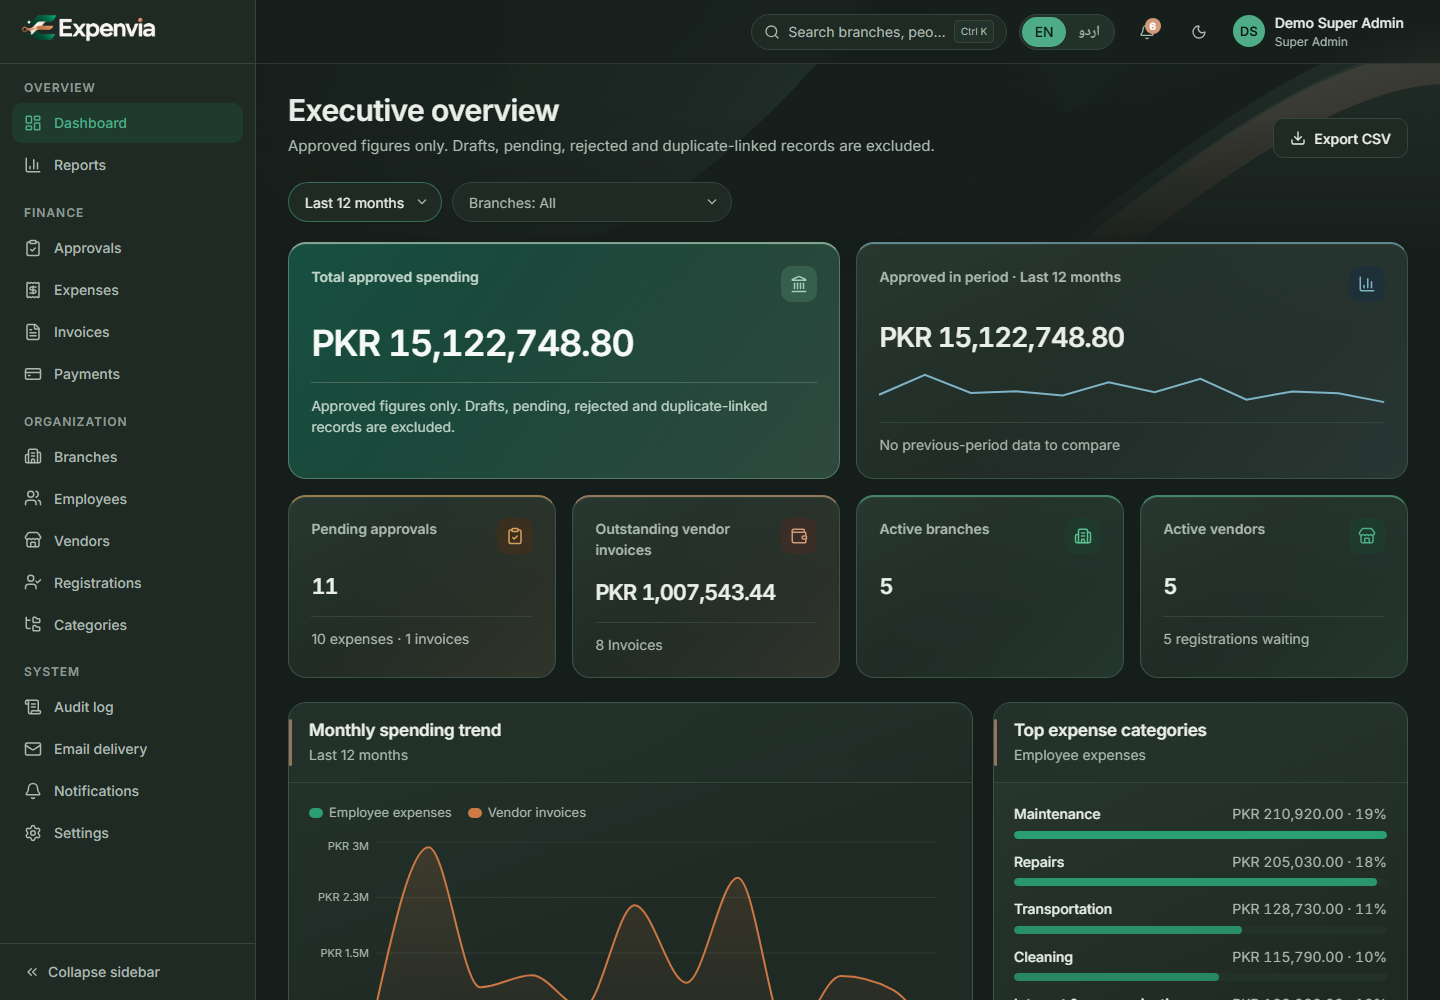 Expenvia
Search branches, peo... Ctrl K
EN اردو
6
DS
Demo Super Admin
Super Admin
OVERVIEW
Dashboard
Reports
FINANCE
Approvals
Expenses
Invoices
Payments
ORGANIZATION
Branches
Employees
Vendors
Registrations
Categories
SYSTEM
Audit log
Email delivery
Notifications
Settings
Collapse sidebar
Executive overview
Approved figures only. Drafts, pending, rejected and duplicate-linked records are excluded.
Export CSV
Last 12 months
Branches: All
Total approved spending
PKR 15,122,748.80
Approved figures only. Drafts, pending, rejected and duplicate-linked
records are excluded.
Approved in period · Last 12 months
PKR 15,122,748.80
No previous-period data to compare
Pending approvals
11
10 expenses · 1 invoices
Outstanding vendor
invoices
PKR 1,007,543.44
8 Invoices
Active branches
5
Active vendors
5
5 registrations waiting
Monthly spending trend
Last 12 months
Employee expenses
Vendor invoices
PKR 3M
PKR 2.3M
PKR 1.5M
Top expense categories
Employee expenses
Maintenance PKR 210,920.00 · 19%
Repairs PKR 205,030.00 · 18%
Transportation PKR 128,730.00 · 11%
Cleaning PKR 115,790.00 · 10%